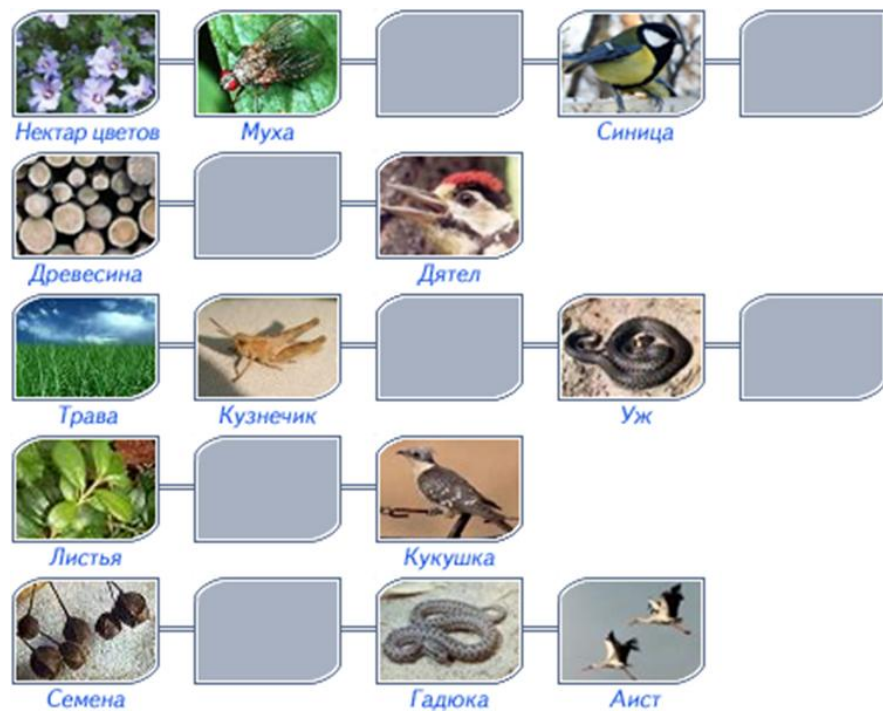 Нектар цветов Муха Синица
Древесина Дятел
Трава Кузнечик Уж
Листья Кукушка
Семена Гадюка Аист